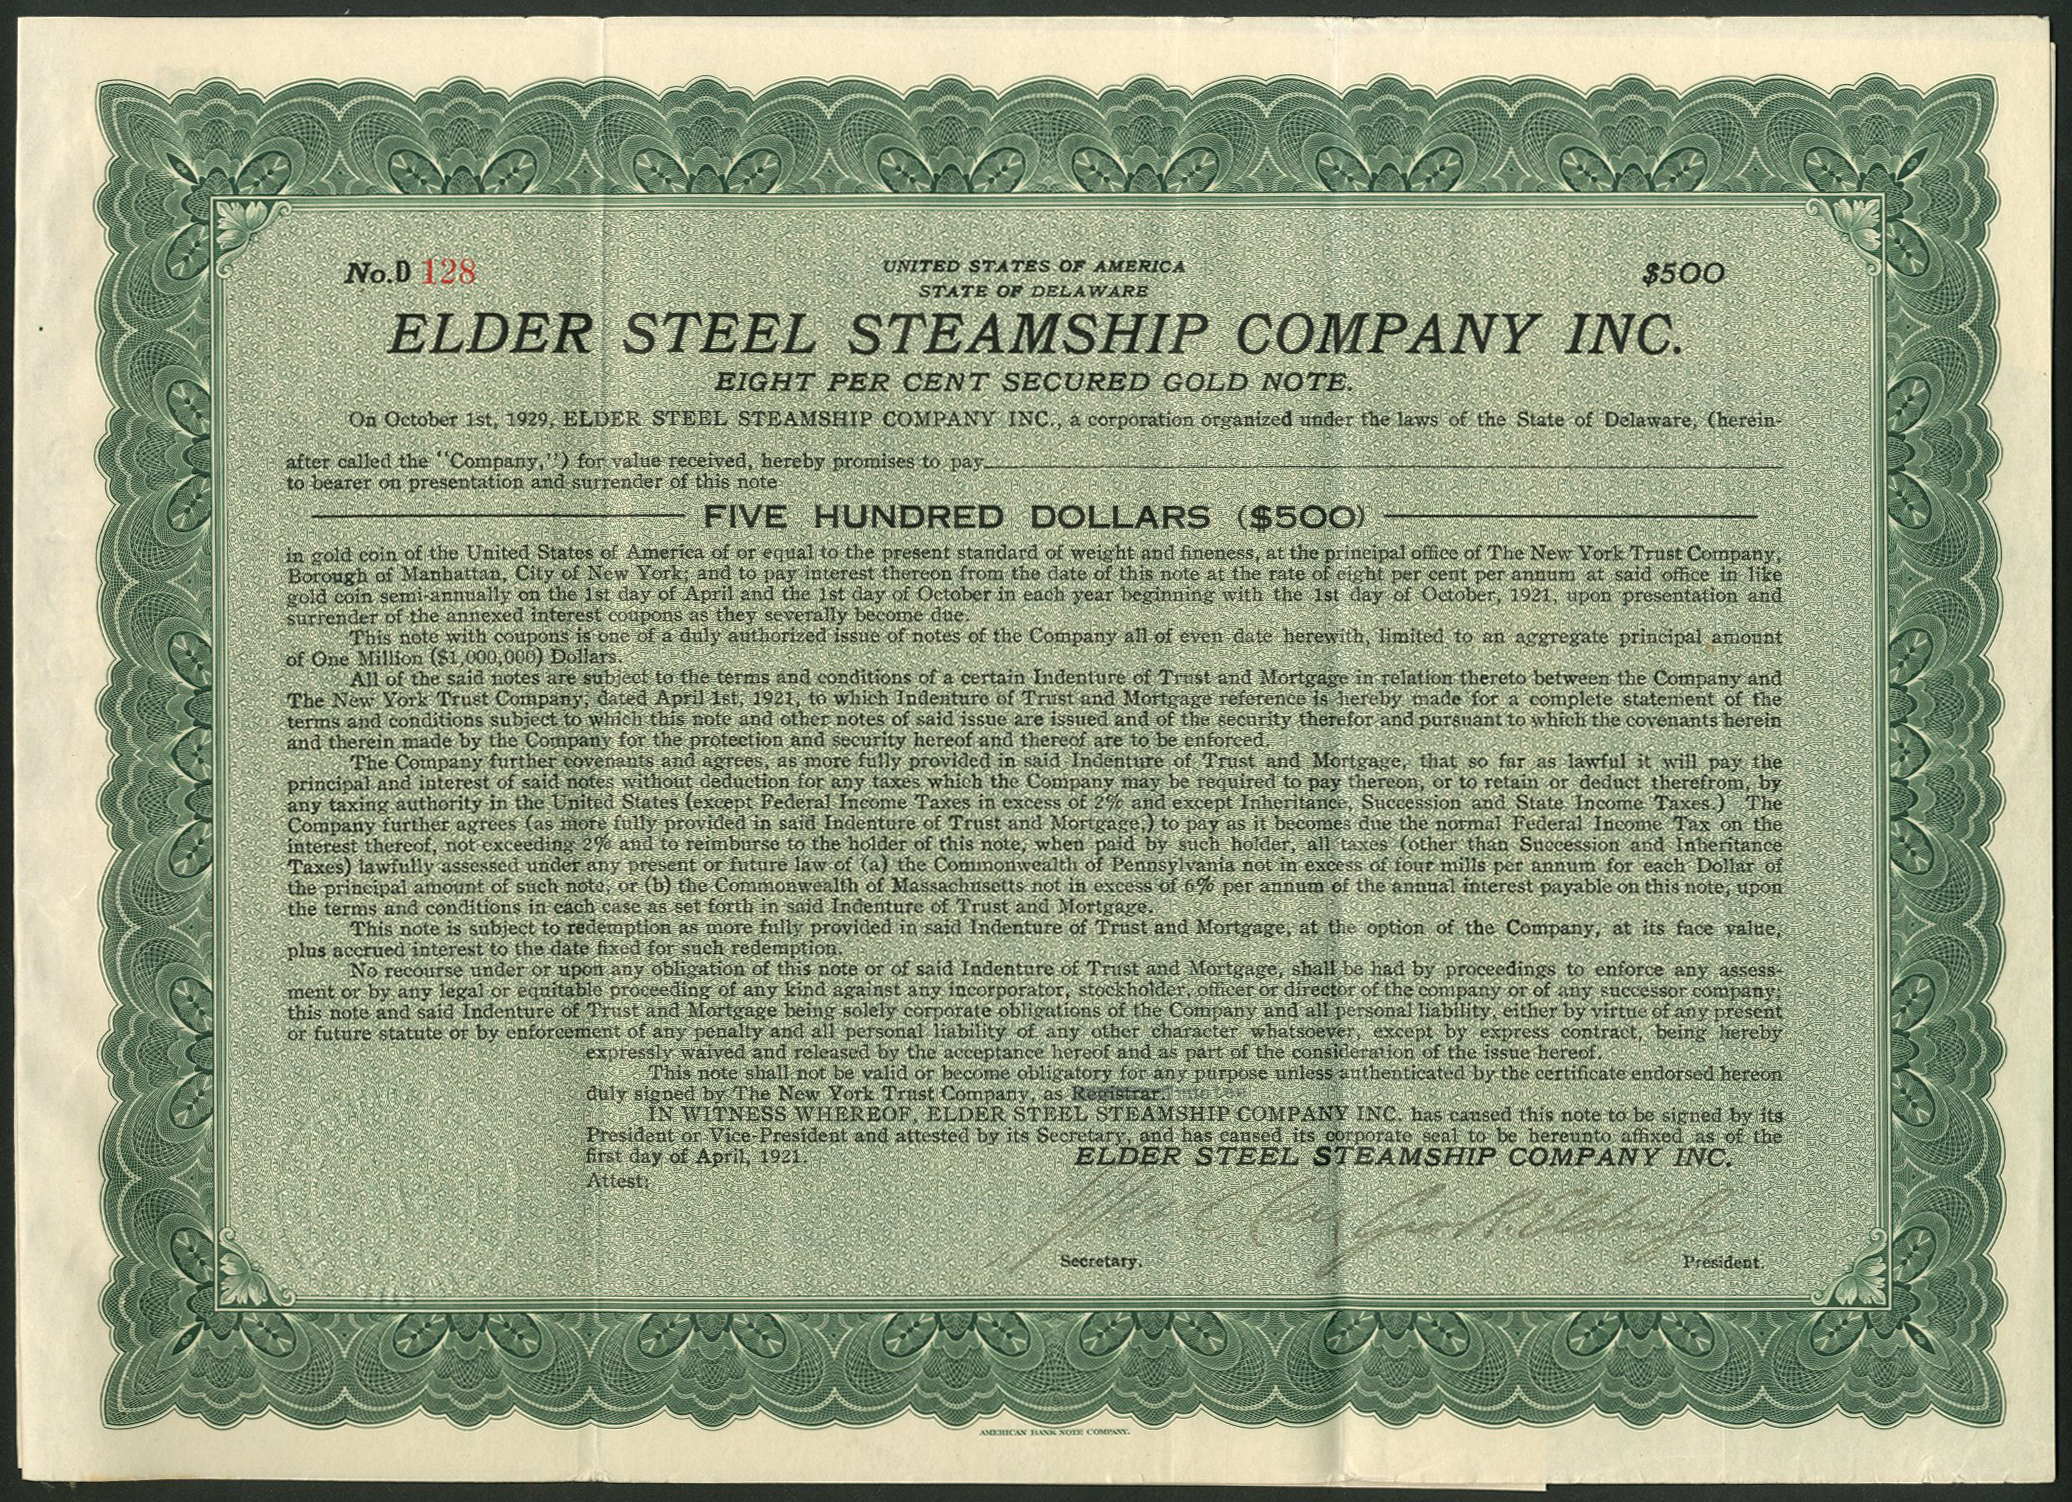 No. D 128
UNITED STATES OF AMERICA
STATE OF DELAWARE
$500
ELDER STEEL STEAMSHIP COMPANY INC.
EIGHT PER CENT SECURED GOLD NOTE.
On October 1st, 1929, ELDER STEEL STEAMSHIP COMPANY INC., a corporation organized under the laws of the State of Delaware, (herein-
after called the "Company,") for value received, hereby promises to pay
to bearer on presentation and surrender of this note
FIVE HUNDRED DOLLARS ($500)
in gold coin of the United States of America of or equal to the present standard of weight and fineness, at the principal office of The New York Trust Company,
Borough of Manhattan, City of New York; and to pay interest thereon from the date of this note at the rate of eight per cent per annum at said office in like
gold coin semi-annually on the 1st day of April and the 1st day of October in each year beginning with the 1st day of October, 1921, upon presentation and
surrender of the annexed interest coupons as they severally become due.
This note with coupons is one of a duly authorized issue of notes of the Company all of even date herewith, limited to an aggregate principal amount
of One Million ($1,000,000) Dollars.
All of the said notes are subject to the terms and conditions of a certain Indenture of Trust and Mortgage in relation thereto between the Company and
The New York Trust Company, dated April 1st, 1921, to which Indenture of Trust and Mortgage reference is hereby made for a complete statement of the
terms and conditions subject to which this note and other notes of said issue are issued and of the security therefor and pursuant to which the covenants herein
and therein made by the Company for the protection and security hereof and thereof are to be enforced.
The Company further covenants and agrees, as more fully provided in said Indenture of Trust and Mortgage, that so far as lawful it will pay the
principal and interest of said notes without deduction for any taxes which the Company may be required to pay thereon, or to retain or deduct therefrom, by
any taxing authority in the United States (except Federal Income Taxes in excess of 2% and except Inheritance, Succession and State Income Taxes.) The
Company further agrees (as more fully provided in said Indenture of Trust and Mortgage,) to pay as it becomes due the normal Federal Income Tax on the
interest thereof, not exceeding 2% and to reimburse to the holder of this note, when paid by such holder, all taxes (other than Succession and Inheritance
Taxes) lawfully assessed under any present or future law of (a) the Commonwealth of Pennsylvania not in excess of four mills per annum for each Dollar of
the principal amount of such note, or (b) the Commonwealth of Massachusetts not in excess of 6% per annum of the annual interest payable on this note, upon
the terms and conditions in each case as set forth in said Indenture of Trust and Mortgage.
This note is subject to redemption as more fully provided in said Indenture of Trust and Mortgage, at the option of the Company, at its face value,
plus accrued interest to the date fixed for such redemption.
No recourse under or upon any obligation of this note or of said Indenture of Trust and Mortgage, shall be had by proceedings to enforce any assess-
ment or by any legal or equitable proceeding of any kind against any incorporator, stockholder, officer or director of the company or of any successor company;
this note and said Indenture of Trust and Mortgage being solely corporate obligations of the Company and all personal liability, either by virtue of any present
or future statute or by enforcement of any penalty and all personal liability of any other character whatsoever, except by express contract, being hereby
expressly waived and released by the acceptance hereof and as part of the consideration of the issue hereof.
This note shall not be valid or become obligatory for any purpose unless authenticated by the certificate endorsed hereon
duly signed by The New York Trust Company, as Registrar. Trustee
IN WITNESS WHEREOF, ELDER STEEL STEAMSHIP COMPANY INC. has caused this note to be signed by its
President or Vice-President and attested by its Secretary, and has caused its corporate seal to be hereunto affixed as of the
first day of April, 1921.
ELDER STEEL STEAMSHIP COMPANY INC.
Attest:
Geo. R. Elder, Jr.
Secretary.
President.
AMERICAN BANK NOTE COMPANY.